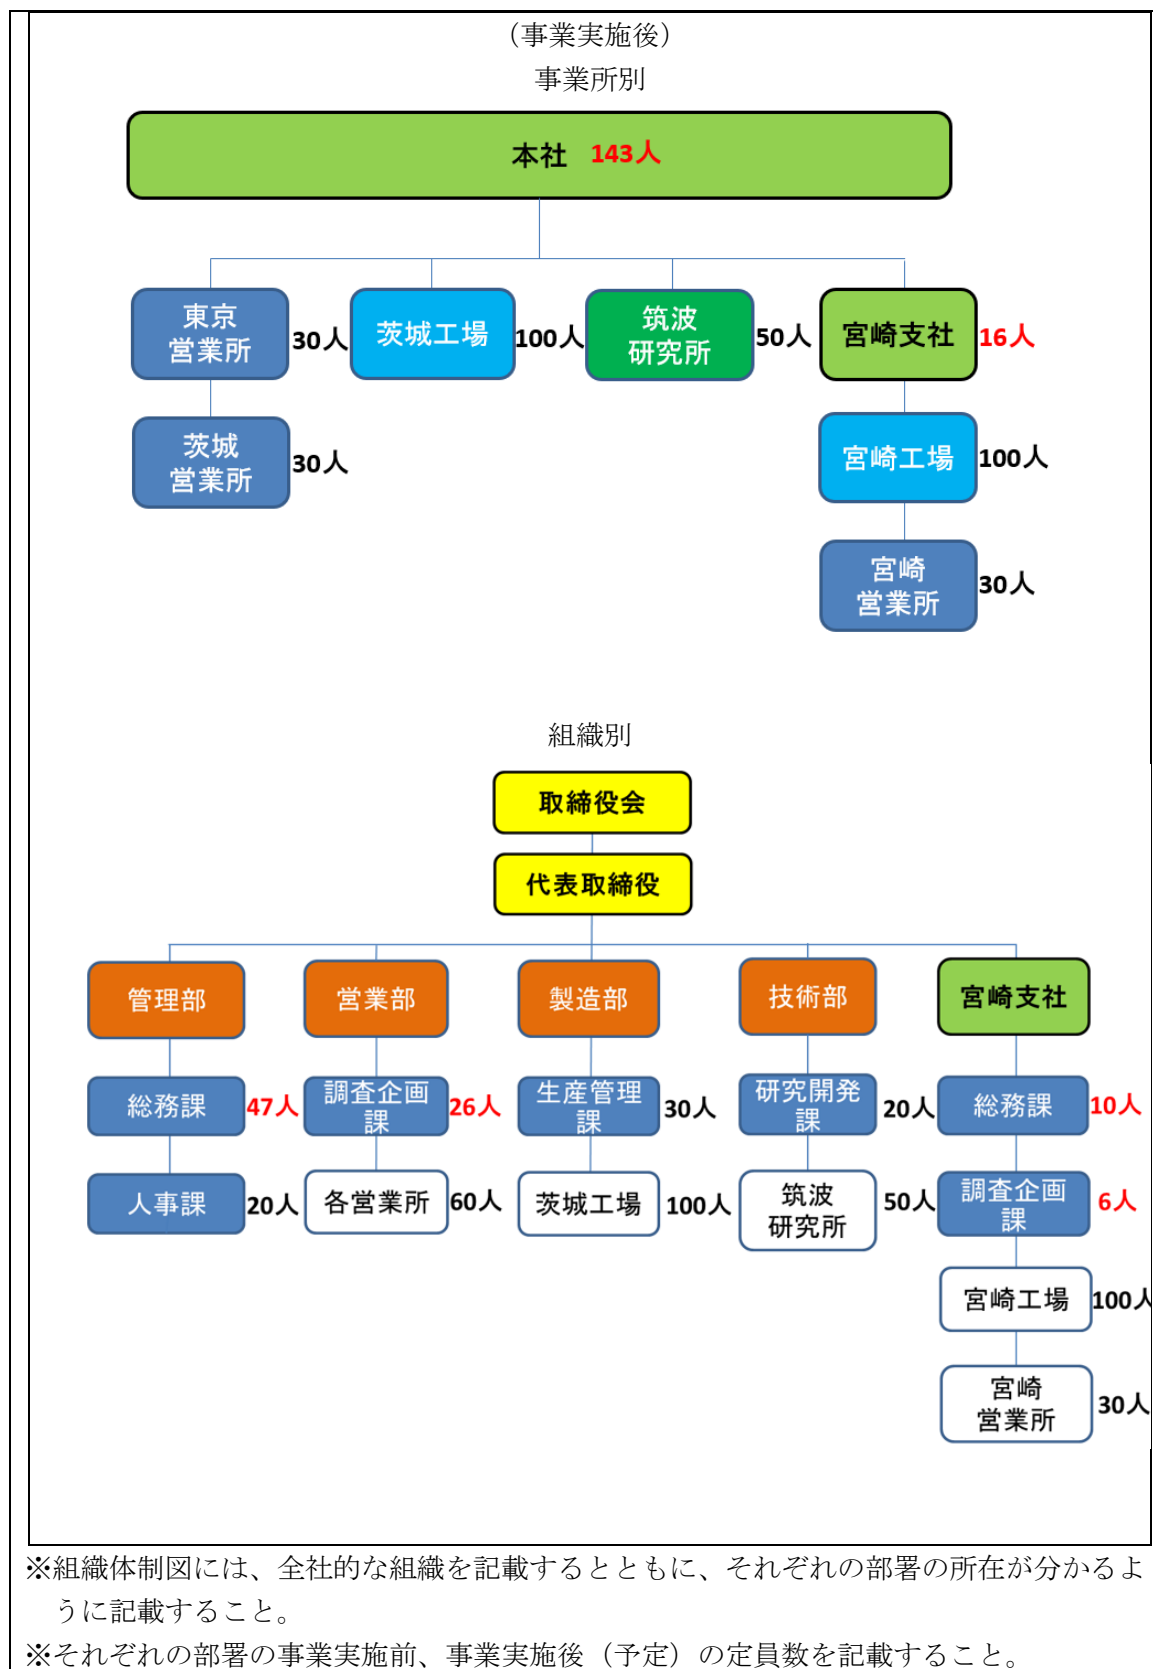 （事業実施後）
事業所別
本社 143人
東京
営業所
30人
茨城工場
100人
筑波
研究所
50人
宮崎支社
16人
茨城
営業所
30人
宮崎工場
100人
宮崎
営業所
30人
組織別
取締役会
代表取締役
管理部
営業部
製造部
技術部
宮崎支社
総務課
47人
調査企画
課
26人
生産管理
課
30人
研究開発
課
20人
総務課
10人
人事課
20人
各営業所
60人
茨城工場
100人
筑波
研究所
50人
調査企画
課
6人
宮崎工場
100人
宮崎
営業所
30人
※組織体制図には、全社的な組織を記載するとともに、それぞれの部署の所在が分かるよ
うに記載すること。
※それぞれの部署の事業実施前、事業実施後（予定）の定員数を記載すること。